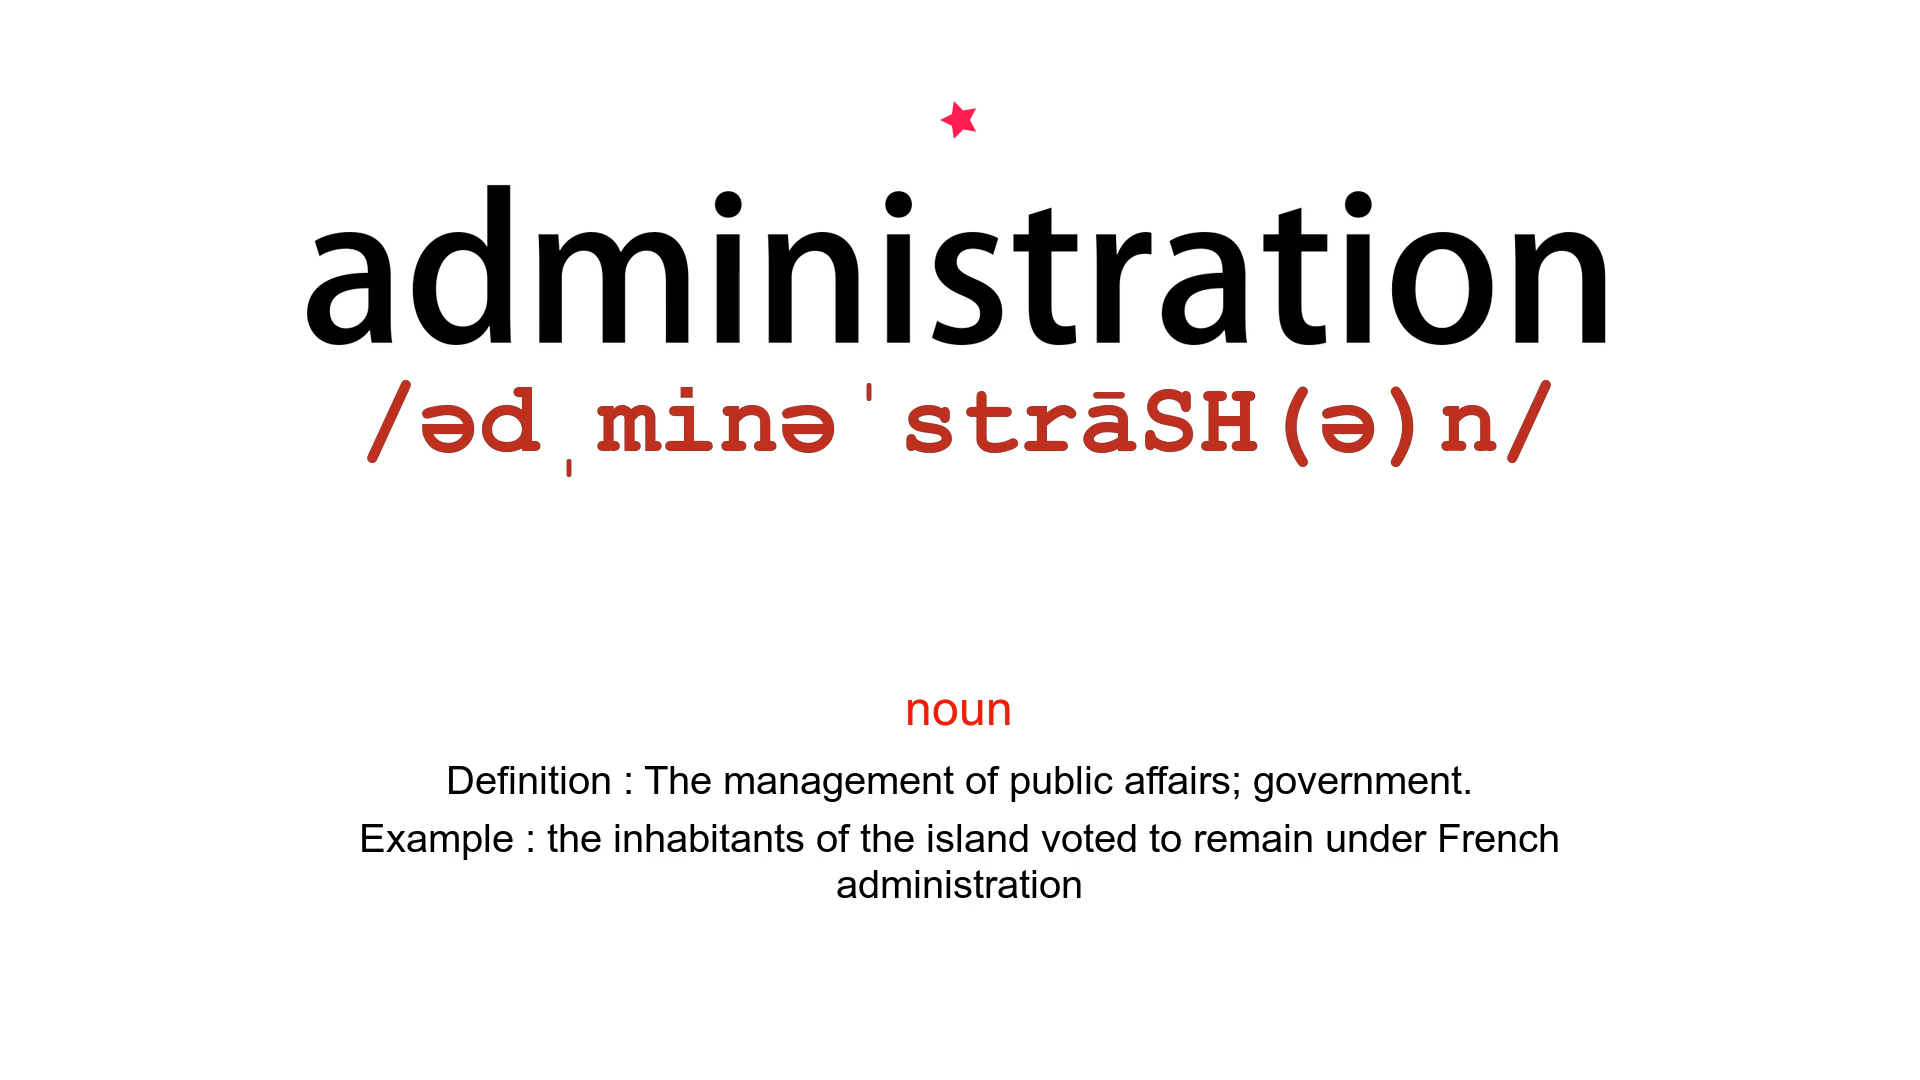 administration
/ədˌminəˈstrāSH(ə)n/
noun
Definition : The management of public affairs; government.
Example : the inhabitants of the island voted to remain under French
administration